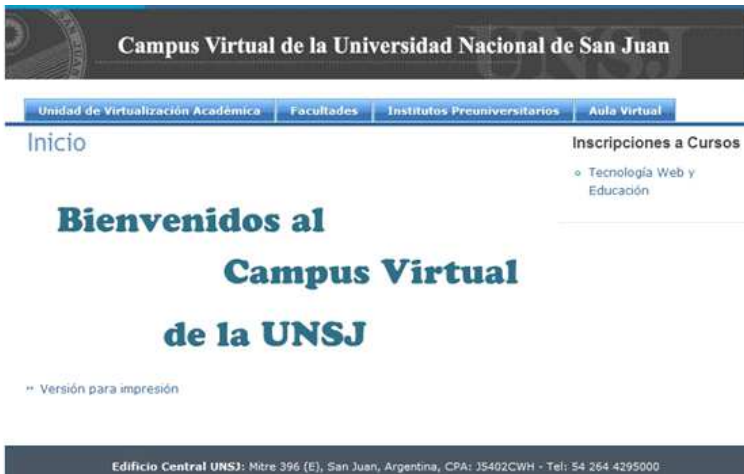 Campus Virtual de la Universidad Nacional de San Juan
Unidad de Virtualización Académica
Facultades
Institutos Preuniversitarios
Aula Virtual
Inicio
Bienvenidos al
Campus Virtual
de la UNSJ
Versión para impresión
Inscripciones a Cursos
Tecnología Web y
Educación
Edificio Central UNSJ: Mitre 396 (E), San Juan, Argentina, CPA: J5402CWH - Tel: 54 264 4295000